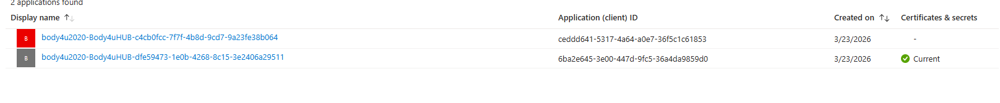 2 applications found
Display name ↑↓ Application (client) ID Created on ↑↓ Certificates & secrets
B body4u2020-Body4uHUB-c4cb0fcc-7f7f-4b8d-9cd7-9a23fe38b064 ceddd641-5317-4a64-a0e7-36f5c1c61853 3/23/2026 -
B body4u2020-Body4uHUB-dfe59473-1e0b-4268-8c15-3e2406a29511 6ba2e645-3e00-447d-9fc5-36a4da9859d0 3/23/2026 Current